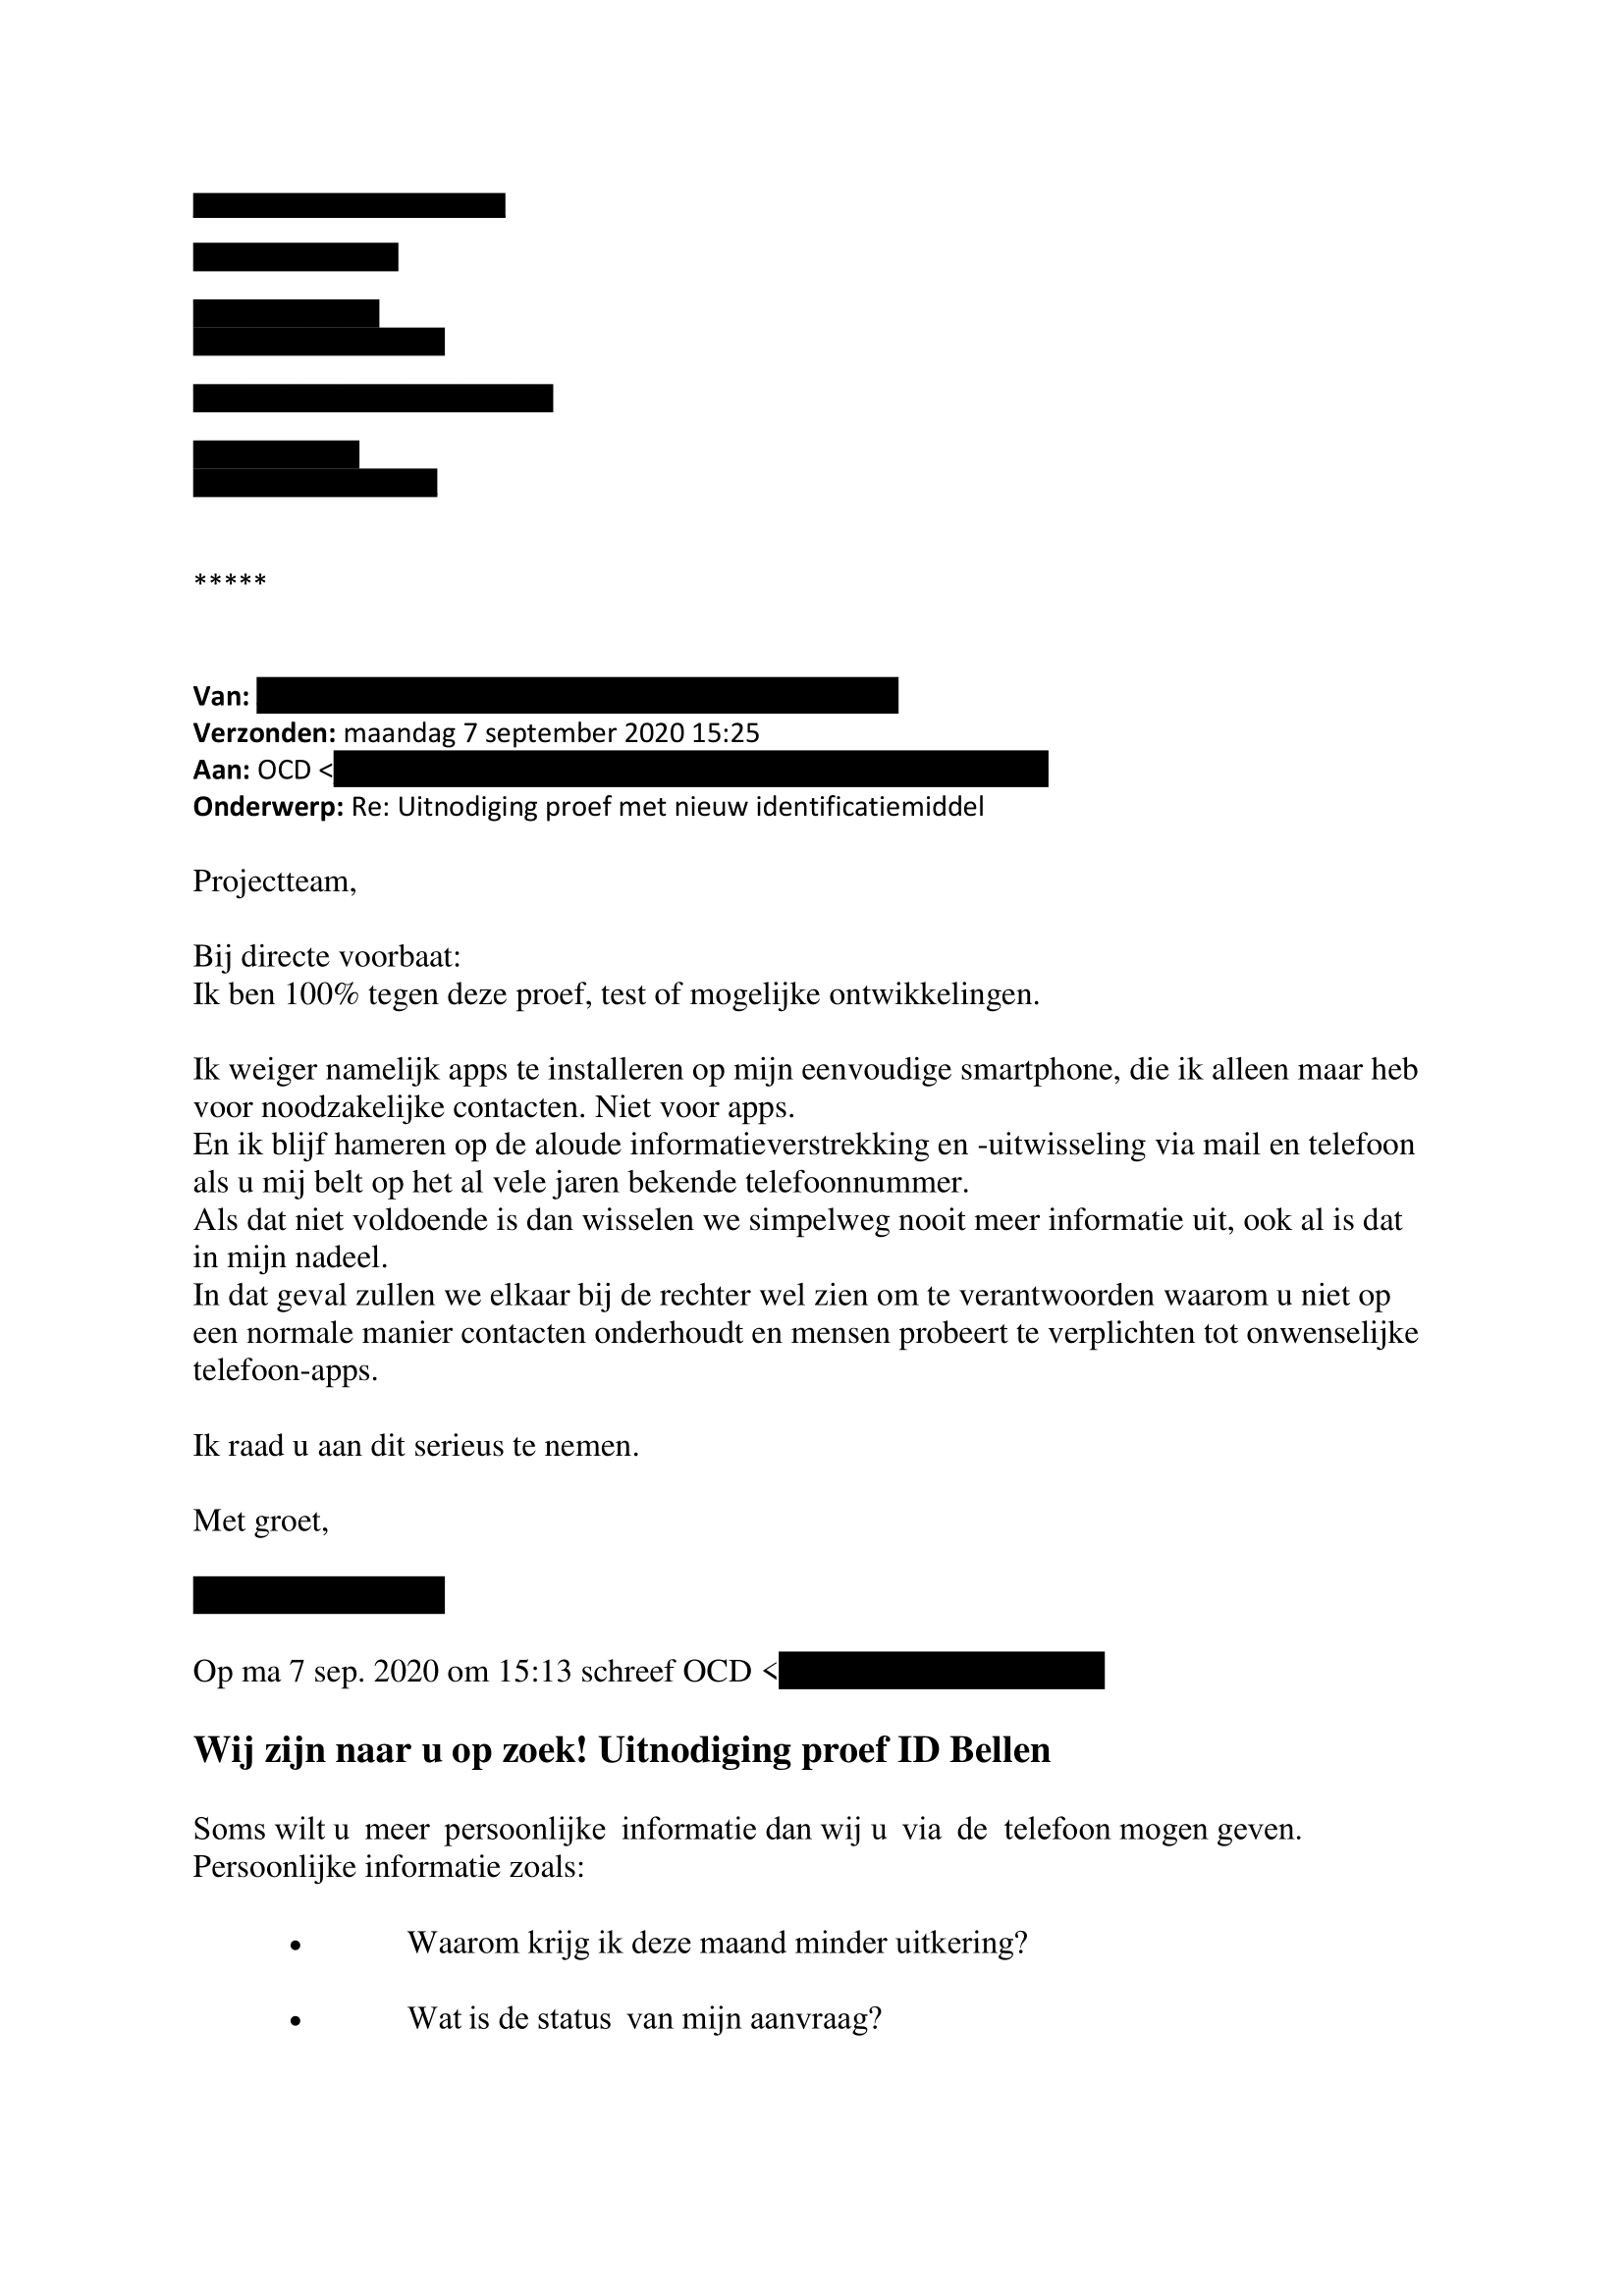 *****
Van:
Verzonden: maandag 7 september 2020 15:25
Aan: OCD <
Onderwerp: Re: Uitnodiging proef met nieuw identificatiemiddel
Projectteam,
Bij directe voorbaat:
Ik ben 100% tegen deze proef, test of mogelijke ontwikkelingen.
Ik weiger namelijk apps te installeren op mijn eenvoudige smartphone, die ik alleen maar heb
voor noodzakelijke contacten. Niet voor apps.
En ik blijf hameren op de aloude informatieverstrekking en -uitwisseling via mail en telefoon
als u mij belt op het al vele jaren bekende telefoonnummer.
Als dat niet voldoende is dan wisselen we simpelweg nooit meer informatie uit, ook al is dat
in mijn nadeel.
In dat geval zullen we elkaar bij de rechter wel zien om te verantwoorden waarom u niet op
een normale manier contacten onderhoudt en mensen probeert te verplichten tot onwenselijke
telefoon-apps.
Ik raad u aan dit serieus te nemen.
Met groet,
Op ma 7 sep. 2020 om 15:13 schreef OCD <
Wij zijn naar u op zoek! Uitnodiging proef ID Bellen
Soms wilt u meer persoonlijke informatie dan wij u via de telefoon mogen geven.
Persoonlijke informatie zoals:
• Waarom krijg ik deze maand minder uitkering?
• Wat is de status van mijn aanvraag?